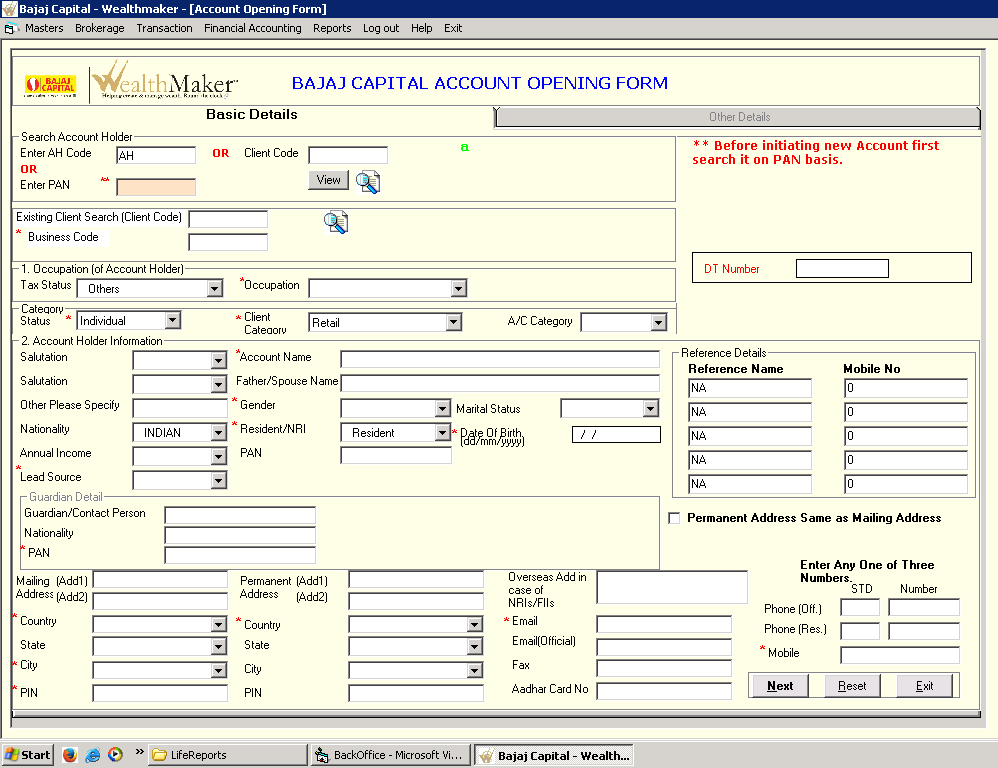 Bajaj Capital - Wealthmaker - [Account Opening Form]
Masters Brokerage Transaction Financial Accounting Reports Log out Help Exit
BAJAJ CAPITAL
WealthMaker
BAJAJ CAPITAL ACCOUNT OPENING FORM
Basic Details
Other Details
Search Account Holder
Enter AH Code AH OR Client Code
a
OR
Enter PAN **
View
** Before initiating new Account first
search it on PAN basis.
Existing Client Search (Client Code)
* Business Code
DT Number
1. Occupation (of Account Holder)
Tax Status Others *Occupation
Category
Status * Individual * Client Category Retail A/C Category
2. Account Holder Information
Salutation *Account Name
Salutation Father/Spouse Name
Other Please Specify * Gender Marital Status
Nationality INDIAN * Resident/NRI Resident * Date Of Birth (dd/mm/yyyy) / /
Annual Income PAN
* Lead Source
Reference Details
Reference Name Mobile No
NA 0
NA 0
NA 0
NA 0
NA 0
Guardian Detail
Guardian/Contact Person
Nationality
* PAN
Permanent Address Same as Mailing Address
Mailing (Add1)
Address (Add2)
* Country
State
* City
* PIN
Permanent (Add1)
Address (Add2)
* Country
State
City
PIN
Overseas Add in
case of
NRIs/FIIs
* Email
Email(Official)
Fax
Aadhar Card No
Enter Any One of Three
Numbers.
STD Number
Phone (Off.)
Phone (Res.)
* Mobile
Next Reset Exit
Start » LifeReports BackOffice - Microsoft Vi... Bajaj Capital - Wealth...